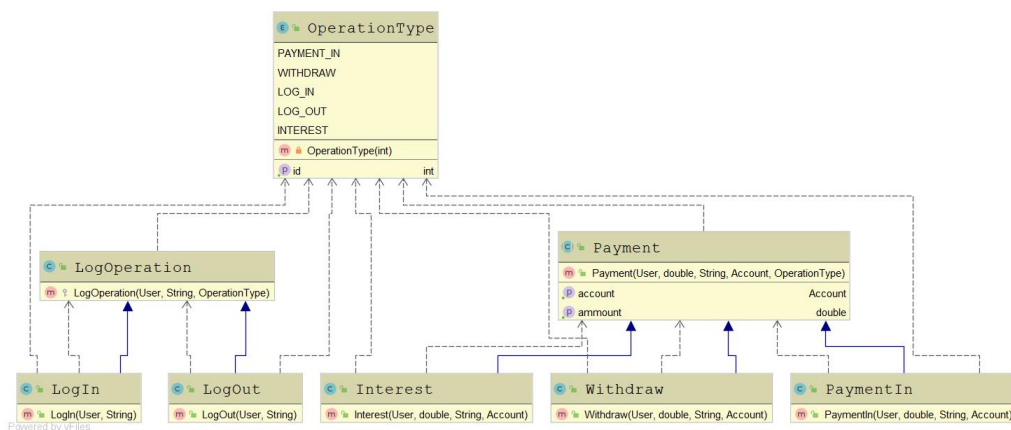 OperationType
PAYMENT_IN
WITHDRAW
LOG_IN
LOG_OUT
INTEREST
OperationType(int)
id int
LogOperation
LogOperation(User, String, OperationType)
Payment
Payment(User, double, String, Account, OperationType)
account Account
ammount double
LogIn
LogIn(User, String)
LogOut
LogOut(User, String)
Interest
Interest(User, double, String, Account)
Withdraw
Withdraw(User, double, String, Account)
PaymentIn
PaymentIn(User, double, String, Account)
Powered by yFiles